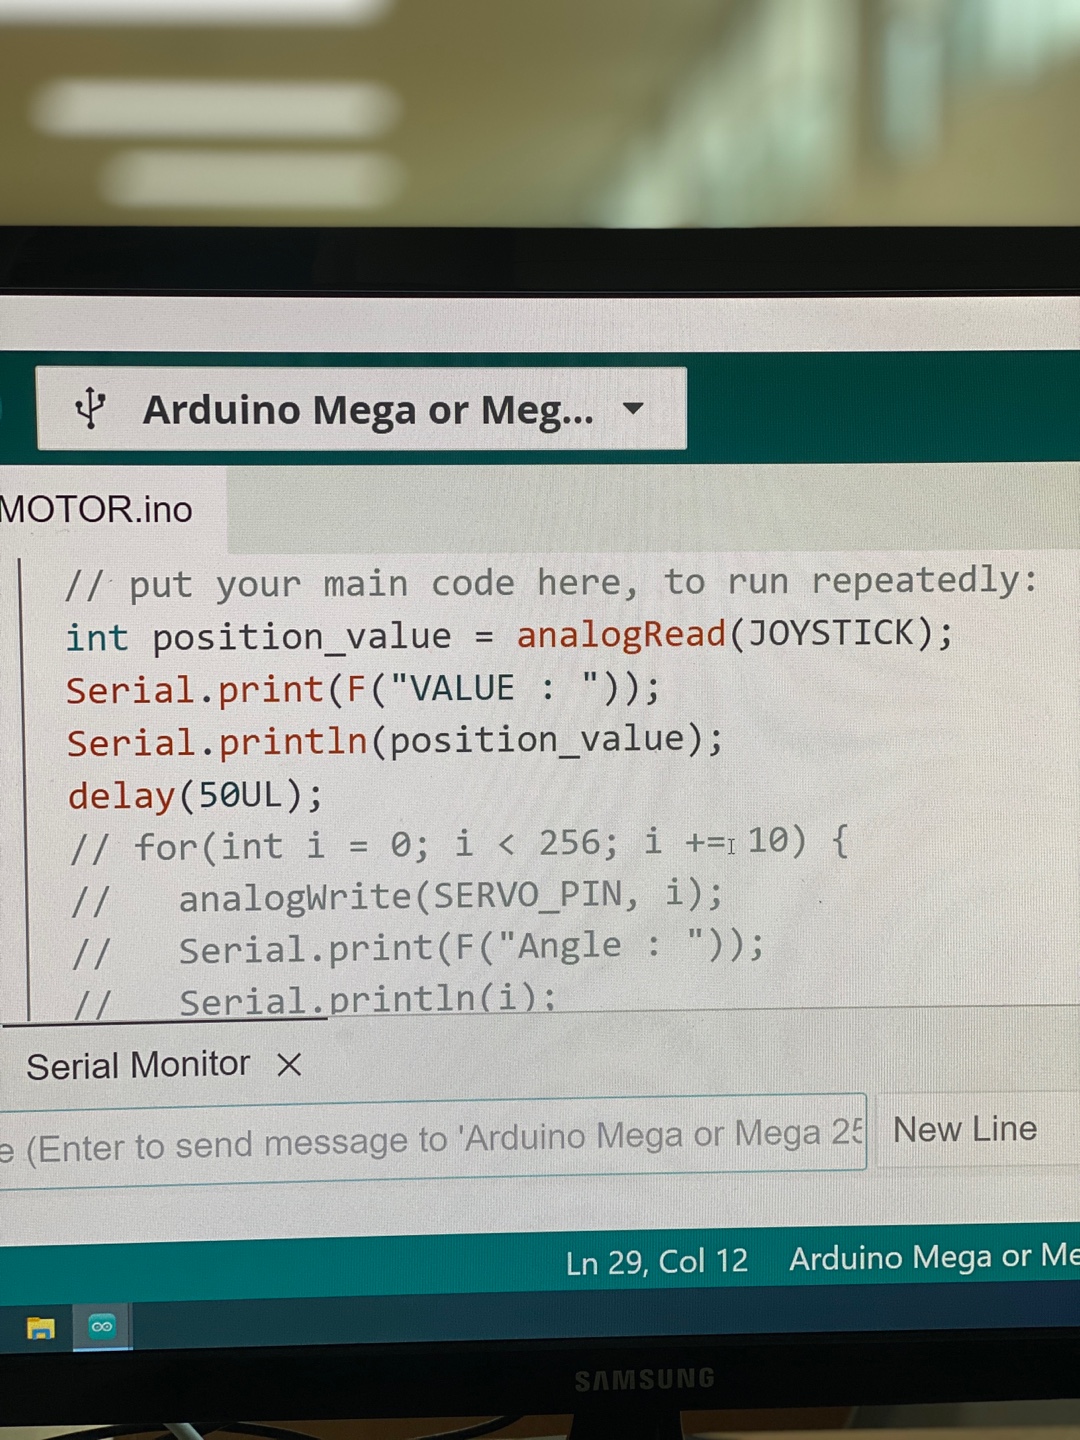 Arduino Mega or Meg...
MOTOR.ino
// put your main code here, to run repeatedly:
int position_value = analogRead(JOYSTICK);
Serial.print(F("VALUE : "));
Serial.println(position_value);
delay(50UL);
// for(int i = 0; i < 256; i += 10) {
//   analogWrite(SERVO_PIN, i);
//   Serial.print(F("Angle : "));
//   Serial.println(i);
Serial Monitor
e (Enter to send message to 'Arduino Mega or Mega 25
New Line
Ln 29, Col 12 Arduino Mega or Me
SAMSUNG